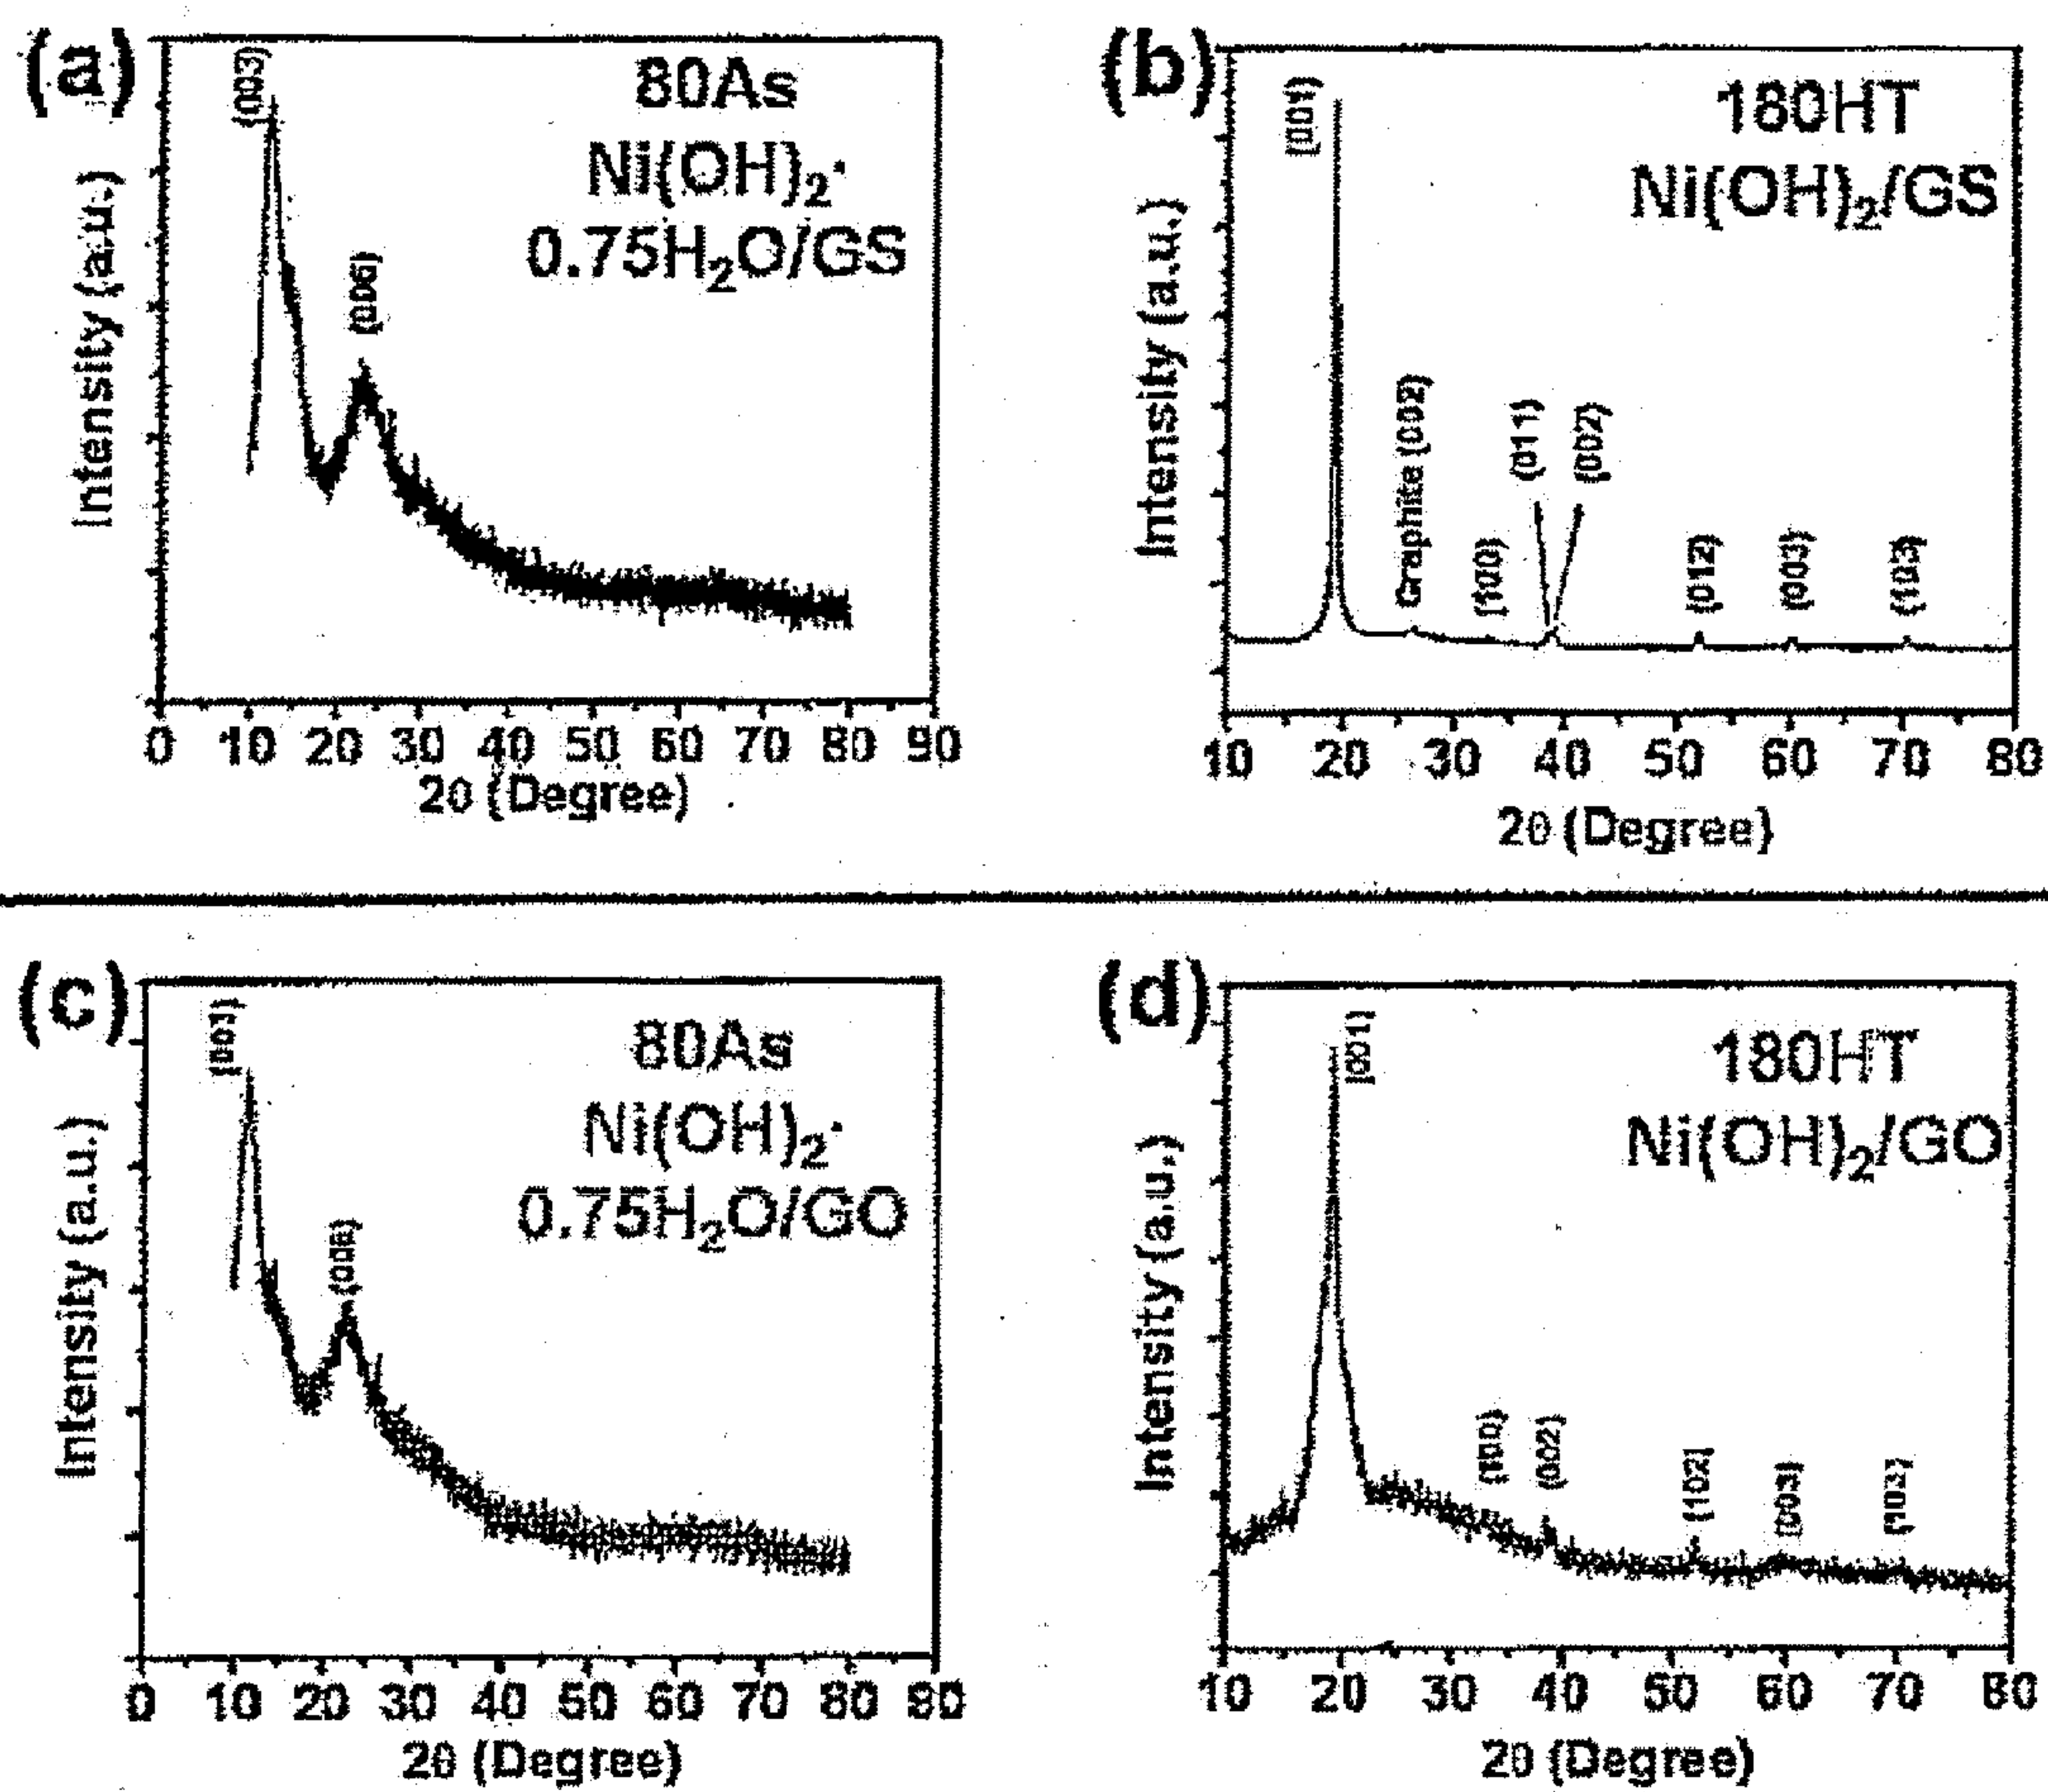 (a)
80As
Ni(OH)₂·
0.75H₂O/GS
(003)
(006)
Intensity (a.u.)
0 10 20 30 40 50 60 70 80 90
2θ (Degree)
(b)
180HT
Ni(OH)₂/GS
(001)
Graphite (002)
(100)
(011)
(002)
(012)
(003)
(103)
Intensity (a.u.)
10 20 30 40 50 60 70 80
2θ (Degree)
(c)
80As
Ni(OH)₂·
0.75H₂O/GO
(003)
(006)
Intensity (a.u.)
0 10 20 30 40 50 60 70 80 90
2θ (Degree)
(d)
180HT
Ni(OH)₂/GO
(001)
(100)
(002)
(102)
(003)
Intensity (a.u.)
10 20 30 40 50 60 70 80
2θ (Degree)